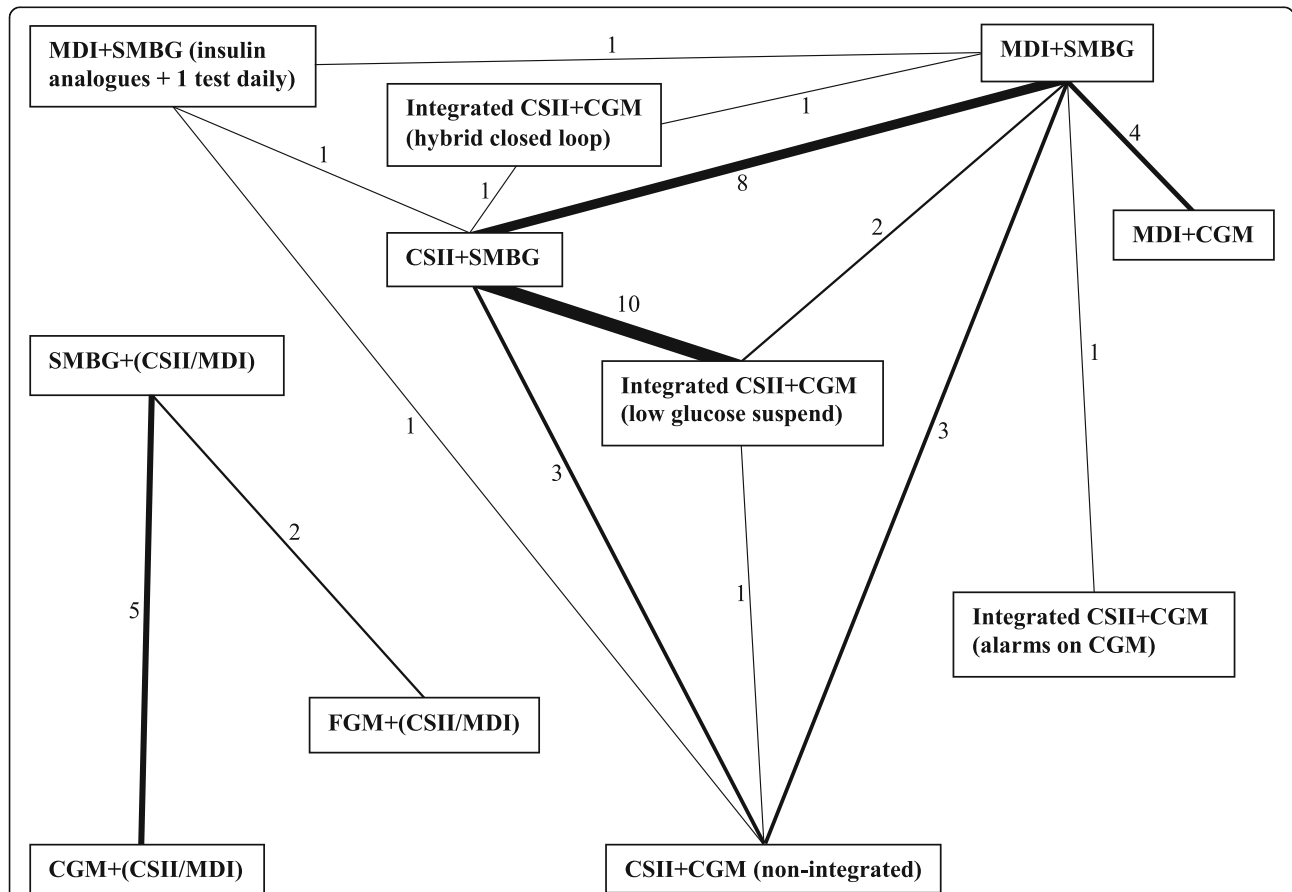 MDI+SMBG (insulin
analogues + 1 test daily)
1
MDI+SMBG
Integrated CSII+CGM
(hybrid closed loop)
1
4
1
1
8
CSII+SMBG
2
MDI+CGM
10
SMBG+(CSII/MDI)
Integrated CSII+CGM
(low glucose suspend)
1
1
3
3
2
1
5
Integrated CSII+CGM
(alarms on CGM)
FGM+(CSII/MDI)
CGM+(CSII/MDI)
CSII+CGM (non-integrated)